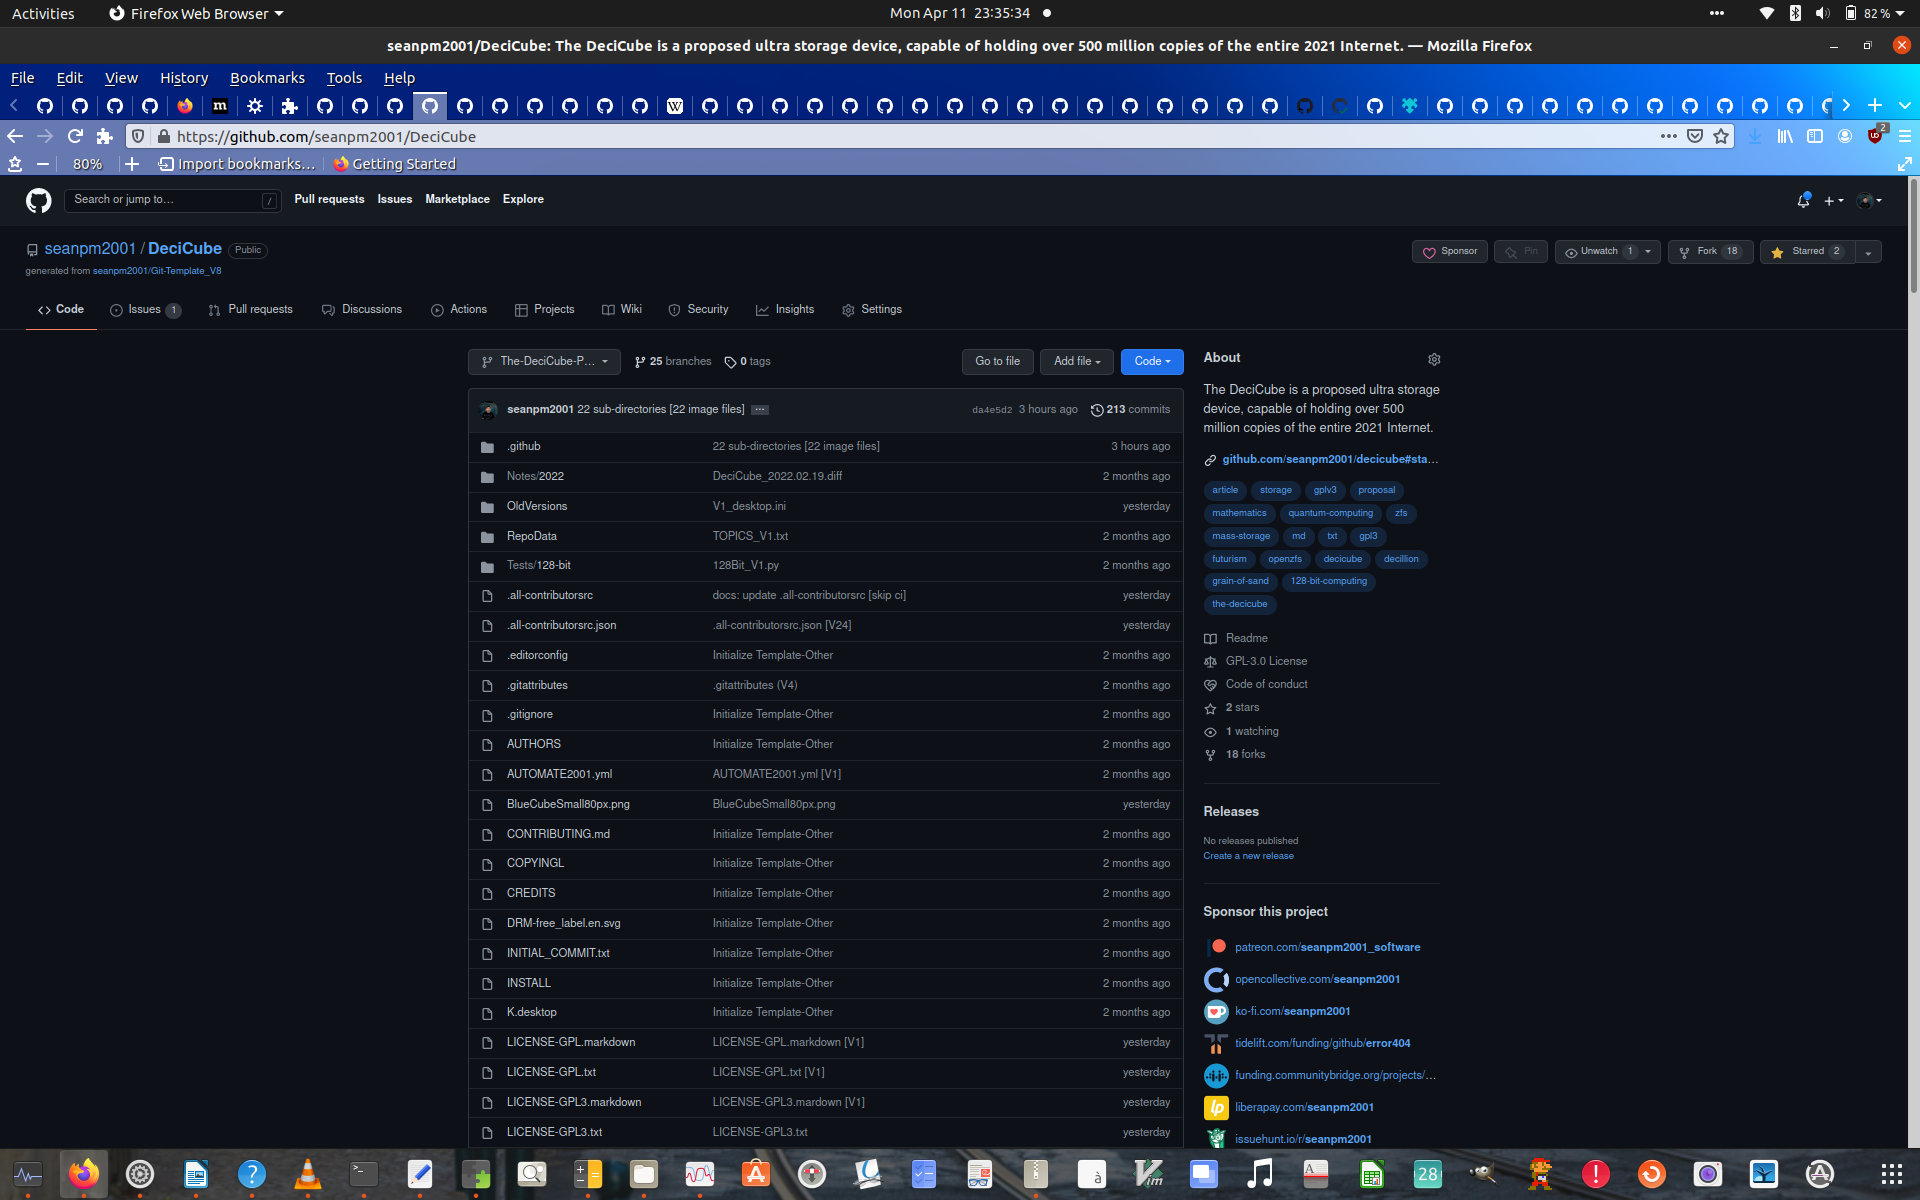 Activities Firefox Web Browser Mon Apr 11 23:35:34 82 %
seanpm2001/DeciCube: The DeciCube is a proposed ultra storage device, capable of holding over 500 million copies of the entire 2021 Internet. — Mozilla Firefox
File Edit View History Bookmarks Tools Help
https://github.com/seanpm2001/DeciCube 2
80% Import bookmarks… Getting Started
Search or jump to… / Pull requests Issues Marketplace Explore
seanpm2001 / DeciCube Public
generated from seanpm2001/Git-Template_V8
Sponsor Pin Unwatch 1 Fork 18 Starred 2
Code Issues 1 Pull requests Discussions Actions Projects Wiki Security Insights Settings
The-DeciCube-P... 25 branches 0 tags Go to file Add file Code
seanpm2001 22 sub-directories [22 image files] ... da4e5d2 3 hours ago 213 commits
.github 22 sub-directories [22 image files] 3 hours ago
Notes/2022 DeciCube_2022.02.19.diff 2 months ago
OldVersions V1_desktop.ini yesterday
RepoData TOPICS_V1.txt 2 months ago
Tests/128-bit 128Bit_V1.py 2 months ago
.all-contributorsrc docs: update .all-contributorsrc [skip ci] yesterday
.all-contributorsrc.json .all-contributorsrc.json [V24] yesterday
.editorconfig Initialize Template-Other 2 months ago
.gitattributes .gitattributes (V4) 2 months ago
.gitignore Initialize Template-Other 2 months ago
AUTHORS Initialize Template-Other 2 months ago
AUTOMATE2001.yml AUTOMATE2001.yml [V1] 2 months ago
BlueCubeSmall80px.png BlueCubeSmall80px.png yesterday
CONTRIBUTING.md Initialize Template-Other 2 months ago
COPYINGL Initialize Template-Other 2 months ago
CREDITS Initialize Template-Other 2 months ago
DRM-free_label.en.svg Initialize Template-Other 2 months ago
INITIAL_COMMIT.txt Initialize Template-Other 2 months ago
INSTALL Initialize Template-Other 2 months ago
K.desktop Initialize Template-Other 2 months ago
LICENSE-GPL.markdown LICENSE-GPL.markdown [V1] yesterday
LICENSE-GPL.txt LICENSE-GPL.txt [V1] yesterday
LICENSE-GPL3.markdown LICENSE-GPL3.mardown [V1] yesterday
LICENSE-GPL3.txt LICENSE-GPL3.txt yesterday
About
The DeciCube is a proposed ultra storage
device, capable of holding over 500
million copies of the entire 2021 Internet.
github.com/seanpm2001/decicube#sta...
article storage gplv3 proposal
mathematics quantum-computing zfs
mass-storage md txt gpl3
futurism openzfs decicube decillion
grain-of-sand 128-bit-computing
the-decicube
Readme
GPL-3.0 License
Code of conduct
2 stars
1 watching
18 forks
Releases
No releases published
Create a new release
Sponsor this project
patreon.com/seanpm2001_software
opencollective.com/seanpm2001
ko-fi.com/seanpm2001
tidelift.com/funding/github/error404
funding.communitybridge.org/projects/...
liberapay.com/seanpm2001
issuehunt.io/r/seanpm2001
28